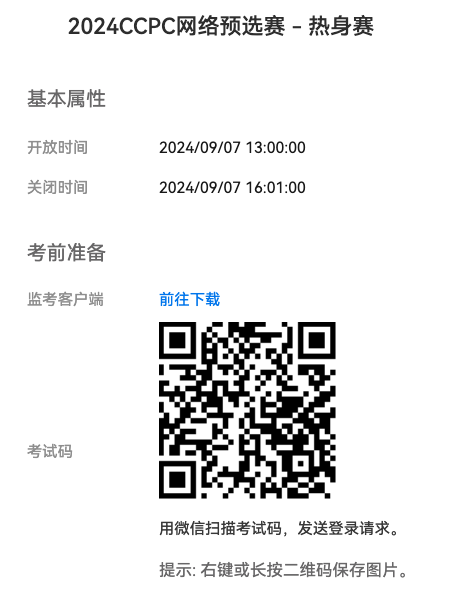 2024CCPC网络预选赛 - 热身赛
基本属性
开放时间 2024/09/07 13:00:00
关闭时间 2024/09/07 16:01:00
考前准备
监考客户端 前往下载
考试码
用微信扫描考试码，发送登录请求。
提示: 右键或长按二维码保存图片。